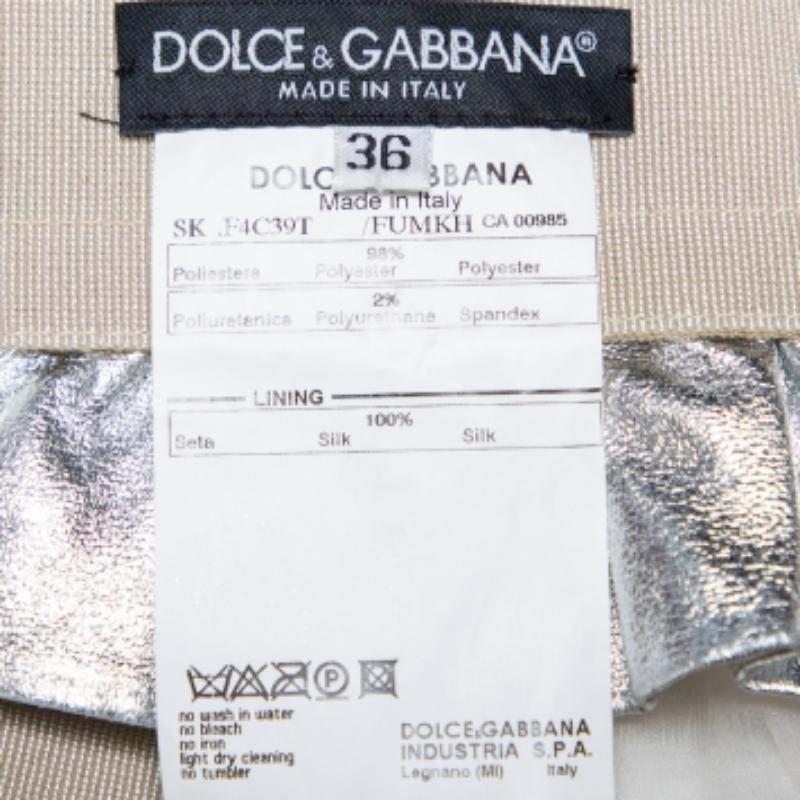 DOLCE & GABBANA®
MADE IN ITALY
36
DOLC BBANA
Made in Italy
SK .F4C39T /FUMKH CA 00985
98%
Poliestere Polyester Polyester
2%
Poliuretanica Polyurethane Spandex
LINING
100%
Seta Silk Silk
P
no wash in water
no bleach
no iron
light dry cleaning
no tumbler
DOLCE&GABBANA
INDUSTRIA S.P.A.
Legnano (MI) Italy